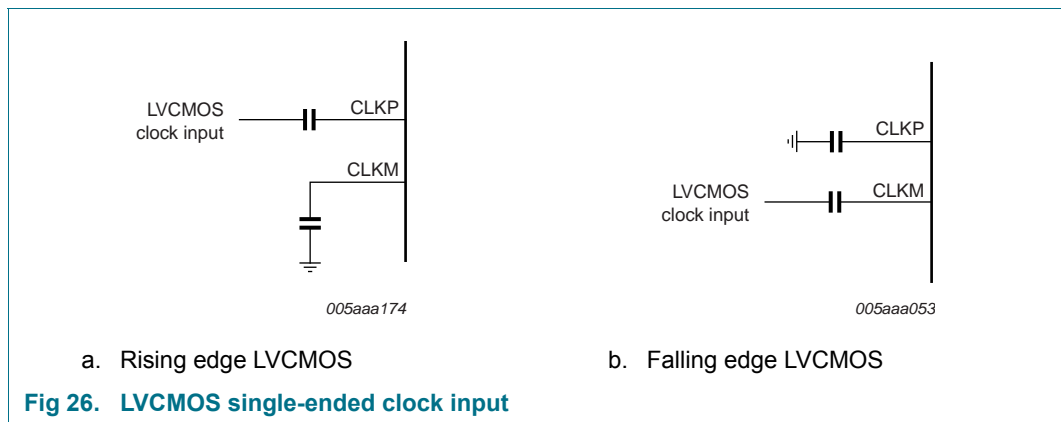 LVCMOS
clock input
CLKP
CLKM
005aaa174
a. Rising edge LVCMOS
CLKP
LVCMOS
clock input
CLKM
005aaa053
b. Falling edge LVCMOS
Fig 26. LVCMOS single-ended clock input